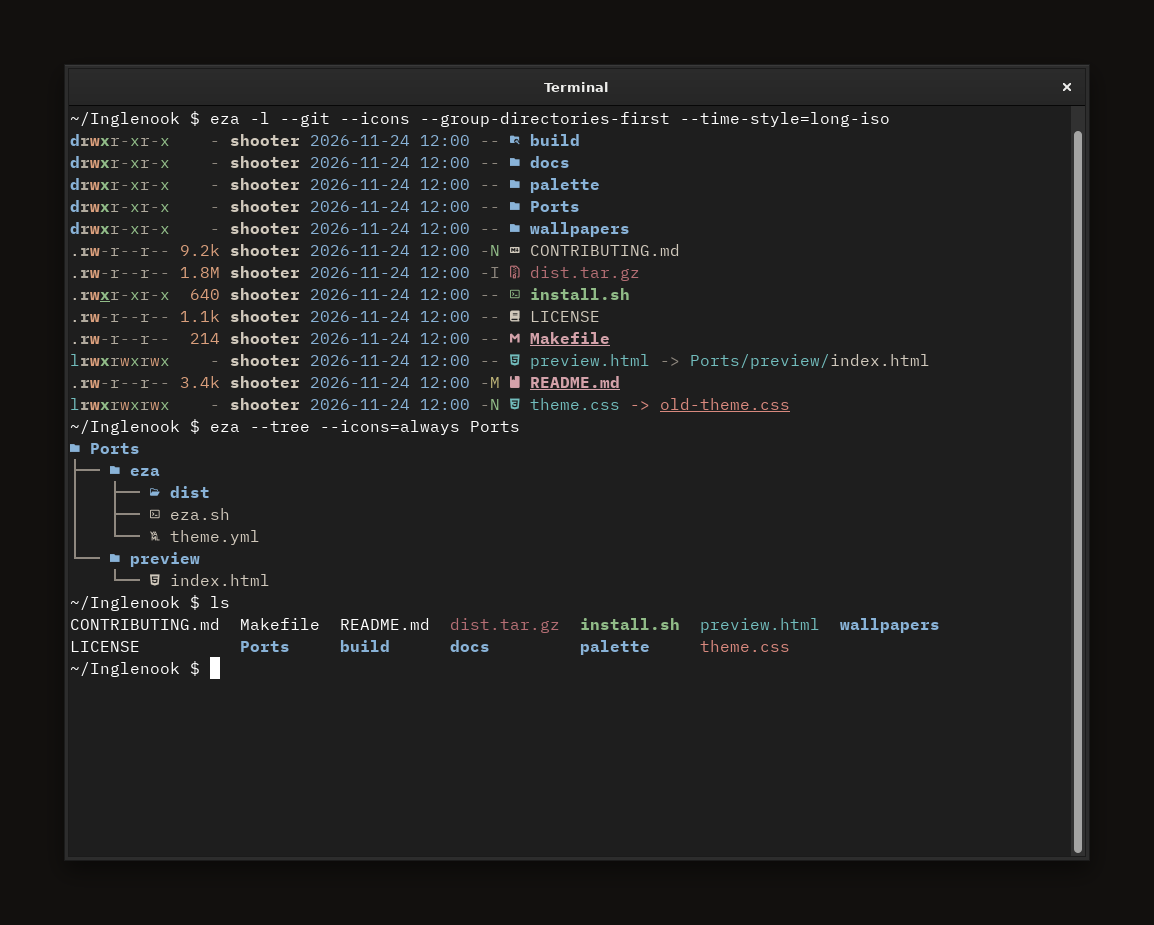 Terminal
~/Inglenook $ eza -l --git --icons --group-directories-first --time-style=long-iso
drwxr-xr-x    - shooter 2026-11-24 12:00 -- build
drwxr-xr-x    - shooter 2026-11-24 12:00 -- docs
drwxr-xr-x    - shooter 2026-11-24 12:00 -- palette
drwxr-xr-x    - shooter 2026-11-24 12:00 -- Ports
drwxr-xr-x    - shooter 2026-11-24 12:00 -- wallpapers
.rw-r--r-- 9.2k shooter 2026-11-24 12:00 -N CONTRIBUTING.md
.rw-r--r-- 1.8M shooter 2026-11-24 12:00 -I dist.tar.gz
.rwxr-xr-x  640 shooter 2026-11-24 12:00 -- install.sh
.rw-r--r-- 1.1k shooter 2026-11-24 12:00 -- LICENSE
.rw-r--r--  214 shooter 2026-11-24 12:00 -- Makefile
lrwxrwxrwx    - shooter 2026-11-24 12:00 -- preview.html -> Ports/preview/index.html
.rw-r--r-- 3.4k shooter 2026-11-24 12:00 -M README.md
lrwxrwxrwx    - shooter 2026-11-24 12:00 -N theme.css -> old-theme.css
~/Inglenook $ eza --tree --icons=always Ports
Ports
├── eza
│   ├── dist
│   ├── eza.sh
│   └── theme.yml
└── preview
    └── index.html
~/Inglenook $ ls
CONTRIBUTING.md  Makefile  README.md  dist.tar.gz  install.sh  preview.html  wallpapers
LICENSE          Ports     build      docs         palette     theme.css
~/Inglenook $